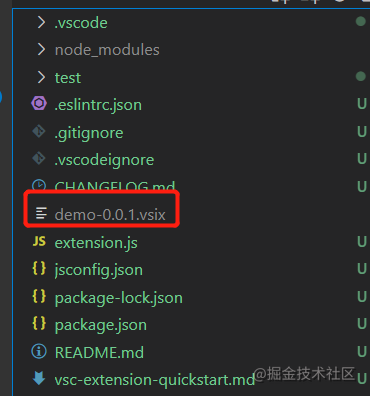 .vscode
node_modules
test
.eslintrc.json U
.gitignore U
.vscodeignore U
CHANGELOG.md U
demo-0.0.1.vsix
JS extension.js U
{} jsconfig.json U
{} package-lock.json U
{} package.json U
README.md U
vsc-extension-quickstart.md U
@掘金技术社区